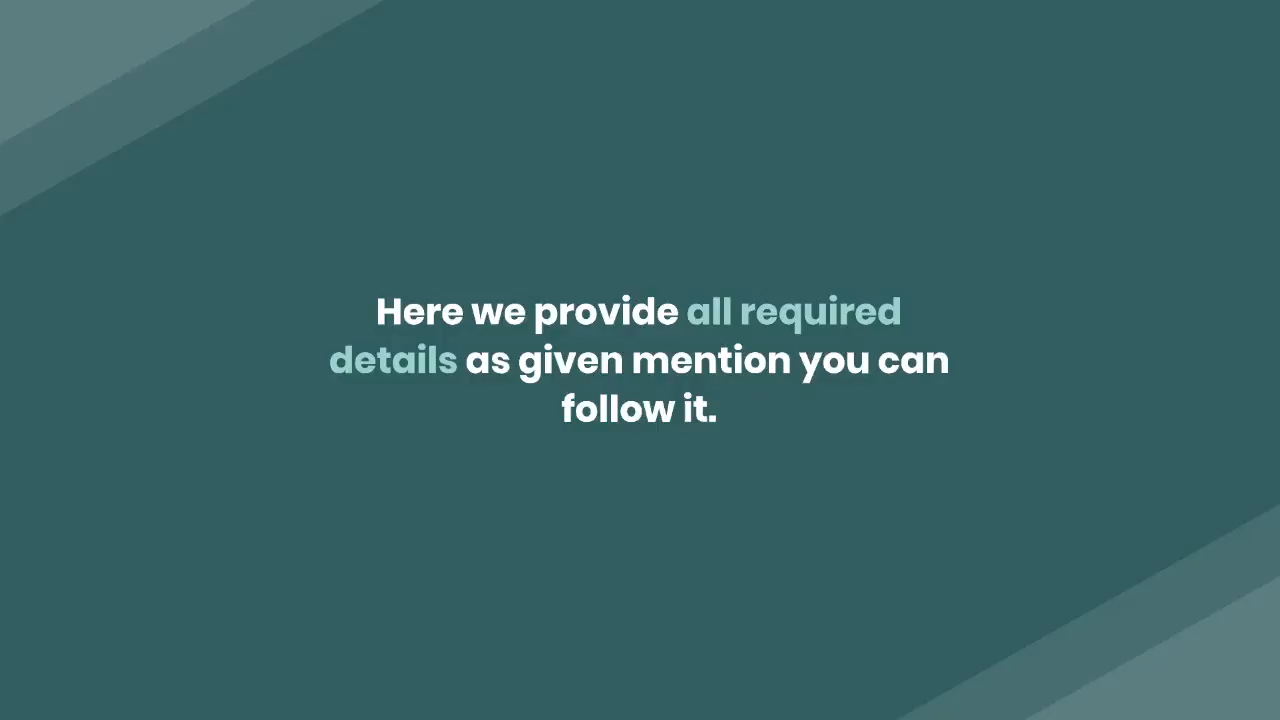 Here we provide all required
details as given mention you can
follow it.